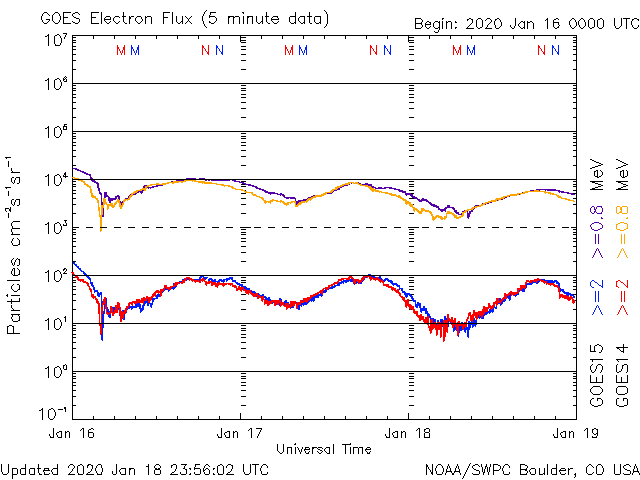 GOES Electron Flux (5 minute data)
Begin: 2020 Jan 16 0000 UTC
M M N N M M N N M M N N
10^7
10^6
10^5
10^4
10^3
10^2
10^1
10^0
10^-1
Particles cm^-2 s^-1 sr^-1
Jan 16 Jan 17 Jan 18 Jan 19
Universal Time
GOES15 >=2 >=0.8 MeV
GOES14 >=2 >=0.8 MeV
Updated 2020 Jan 18 23:56:02 UTC
NOAA/SWPC Boulder, CO USA